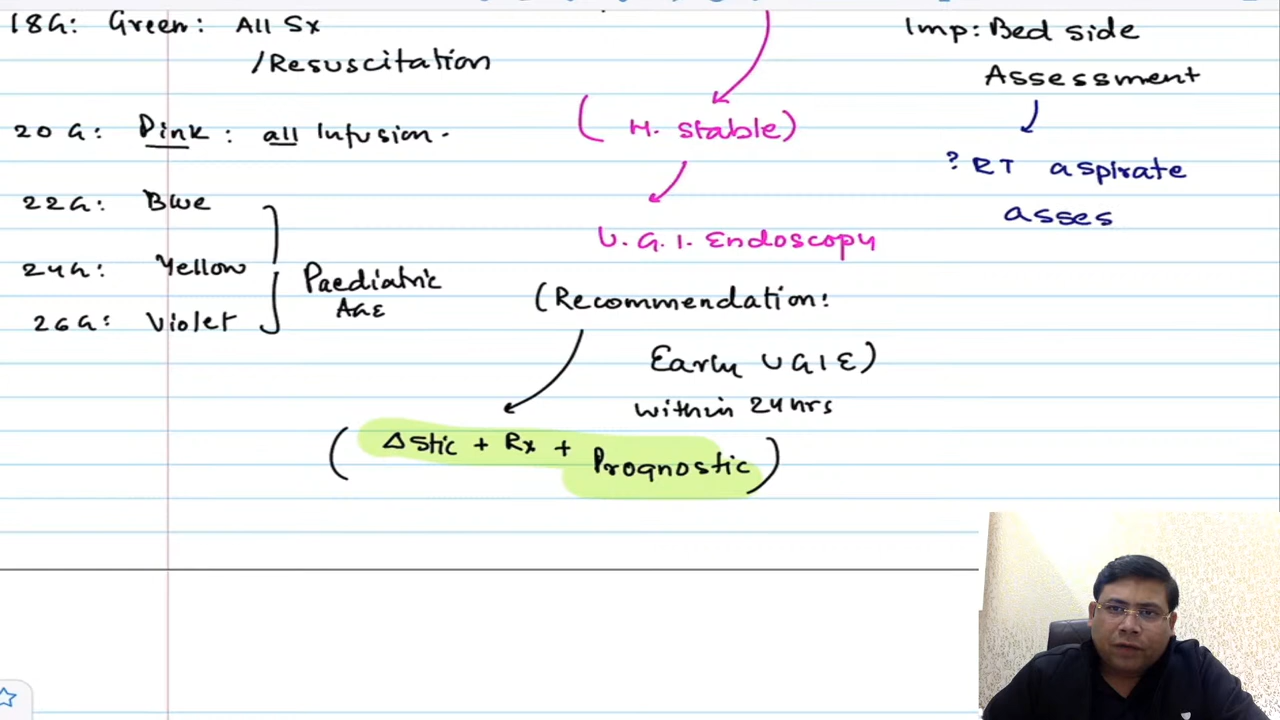 18G: Green: All Sx
/Resuscitation
20G: Pink: all Infusion.
22G: Blue
24G: Yellow
26G: Violet
Paediatric
AGE
(H. stable)
U.G.I. Endoscopy
(Recommendation:
Early UGIE)
within 24hrs
(Δstic + Rx +
Prognostic)
Imp: Bed side
Assessment
? RT aspirate
asses